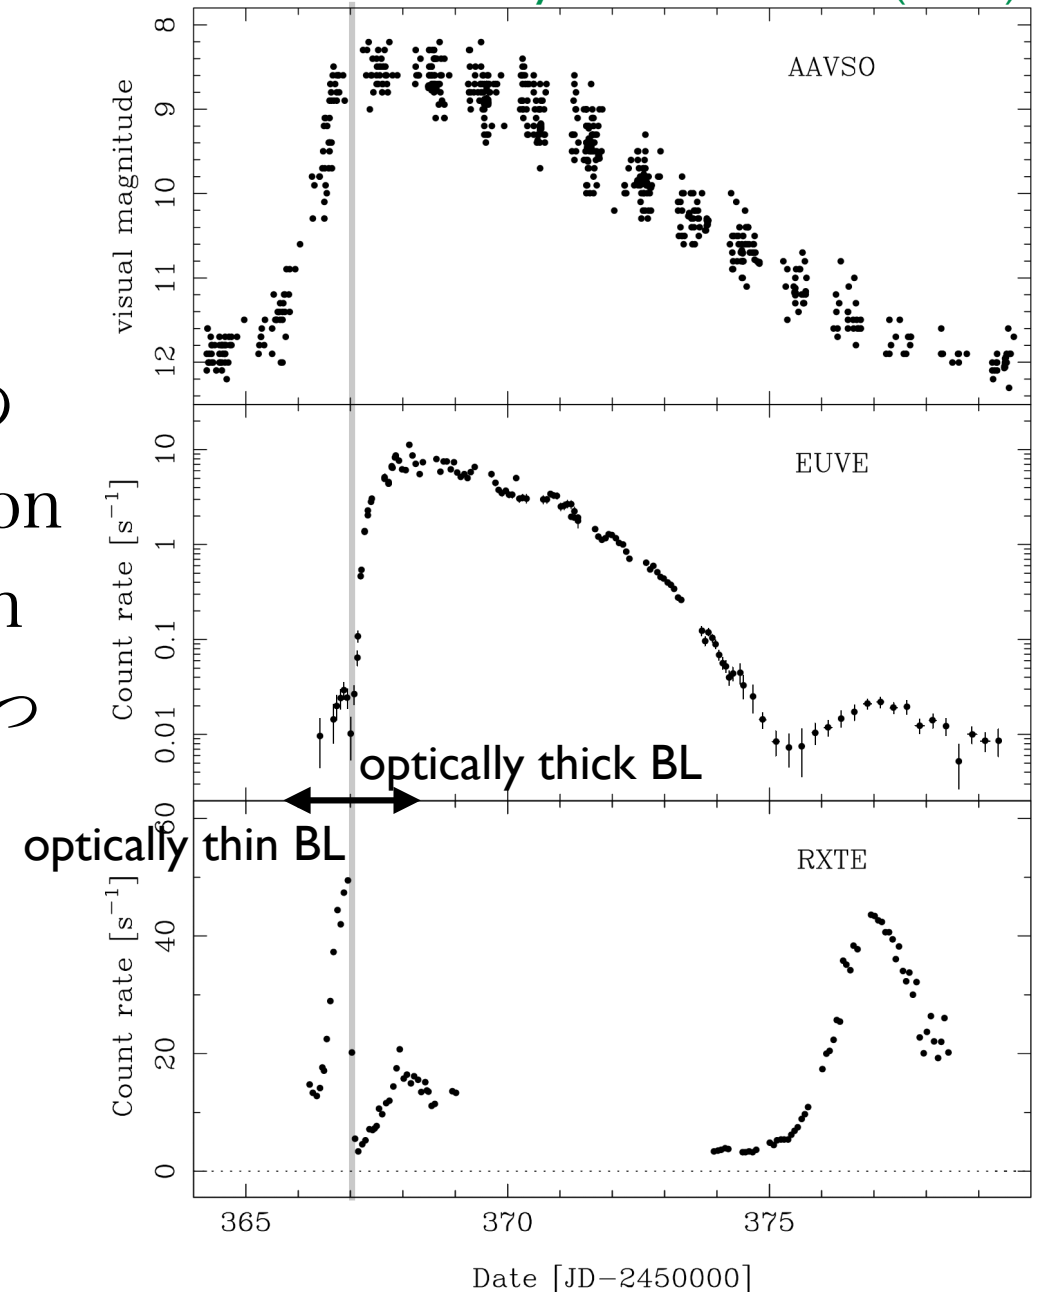 8
9
10
11
12
visual magnitude
AAVSO
on
つ
10
1
0.1
0.01
Count rate [s⁻¹]
EUVE
optically thick BL
optically thin BL
60
40
20
0
Count rate [s⁻¹]
RXTE
365 370 375
Date [JD−2450000]